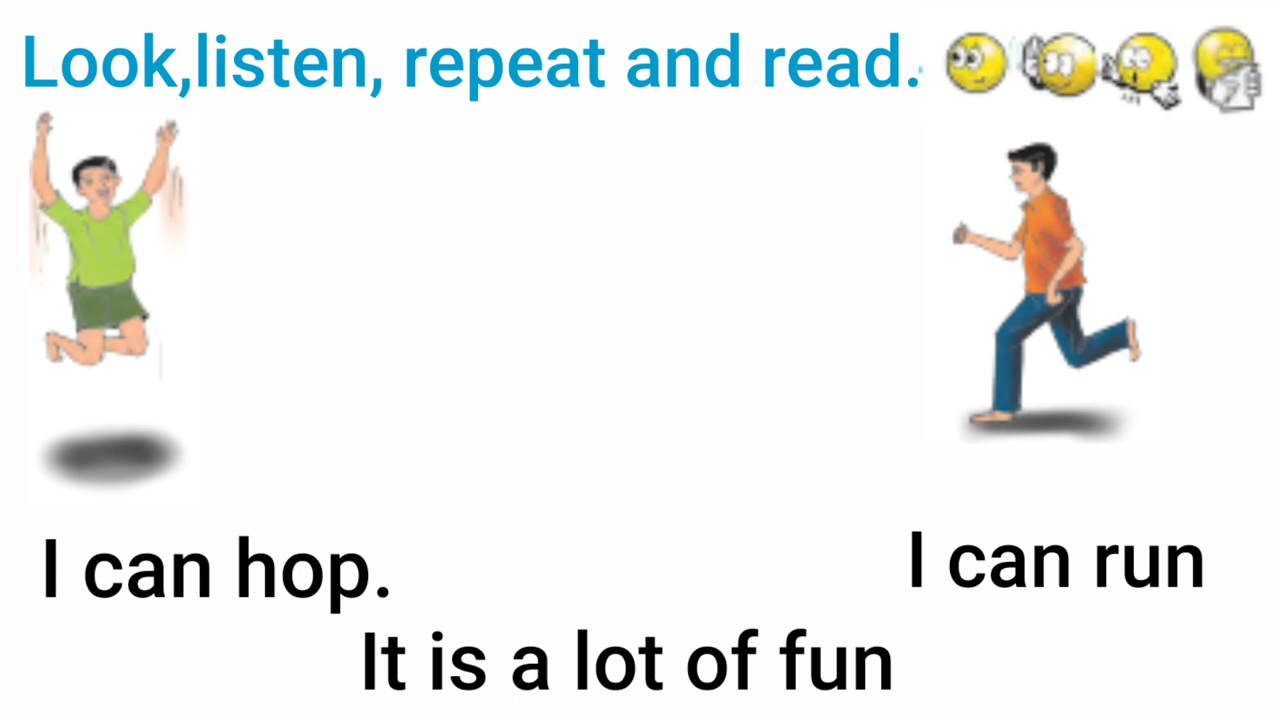 Look,listen, repeat and read.
I can hop.
I can run
It is a lot of fun